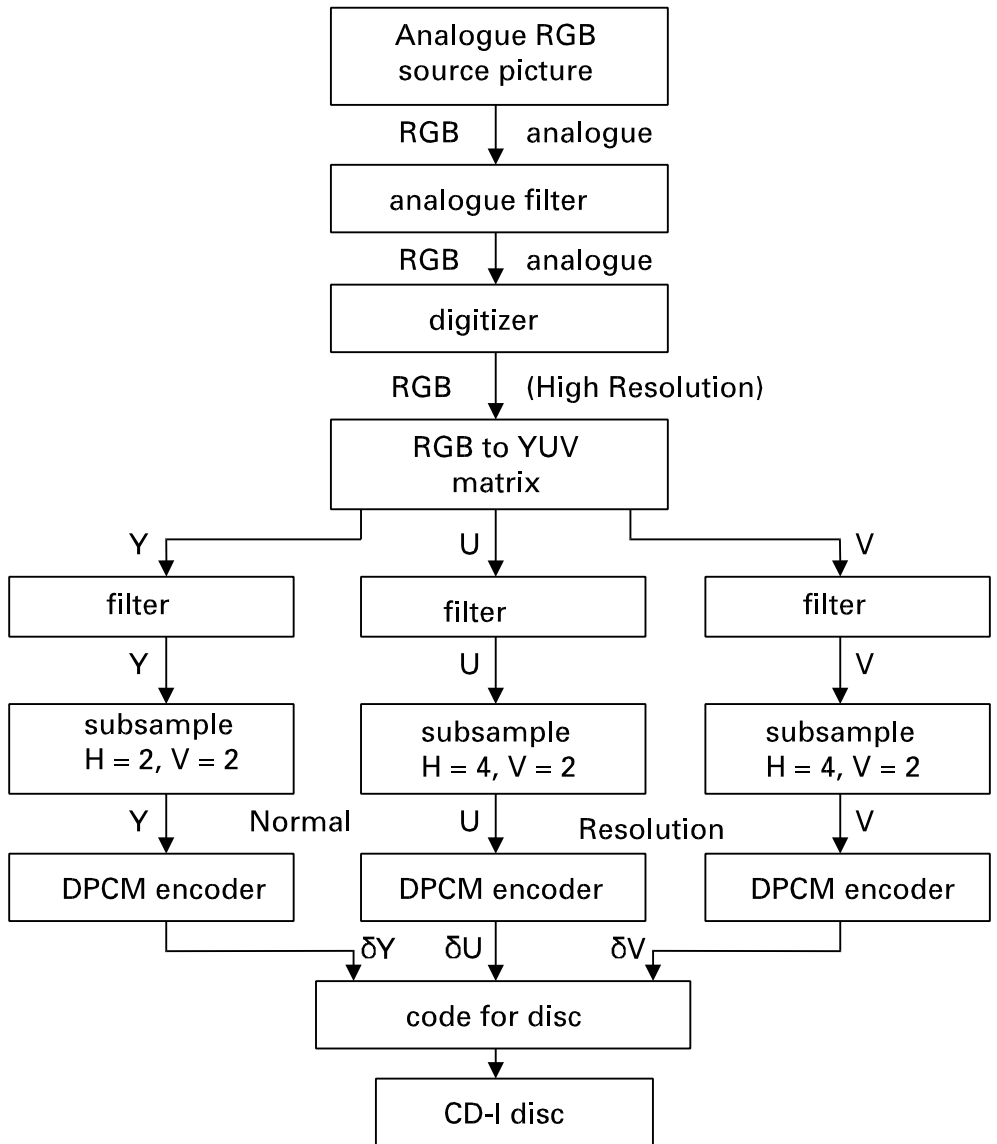 Analogue RGB
source picture
RGB analogue
analogue filter
RGB analogue
digitizer
RGB (High Resolution)
RGB to YUV
matrix
Y U V
filter filter filter
Y U V
subsample subsample subsample
H = 2, V = 2 H = 4, V = 2 H = 4, V = 2
Y Normal U Resolution V
DPCM encoder DPCM encoder DPCM encoder
δY δU δV
code for disc
CD-I disc